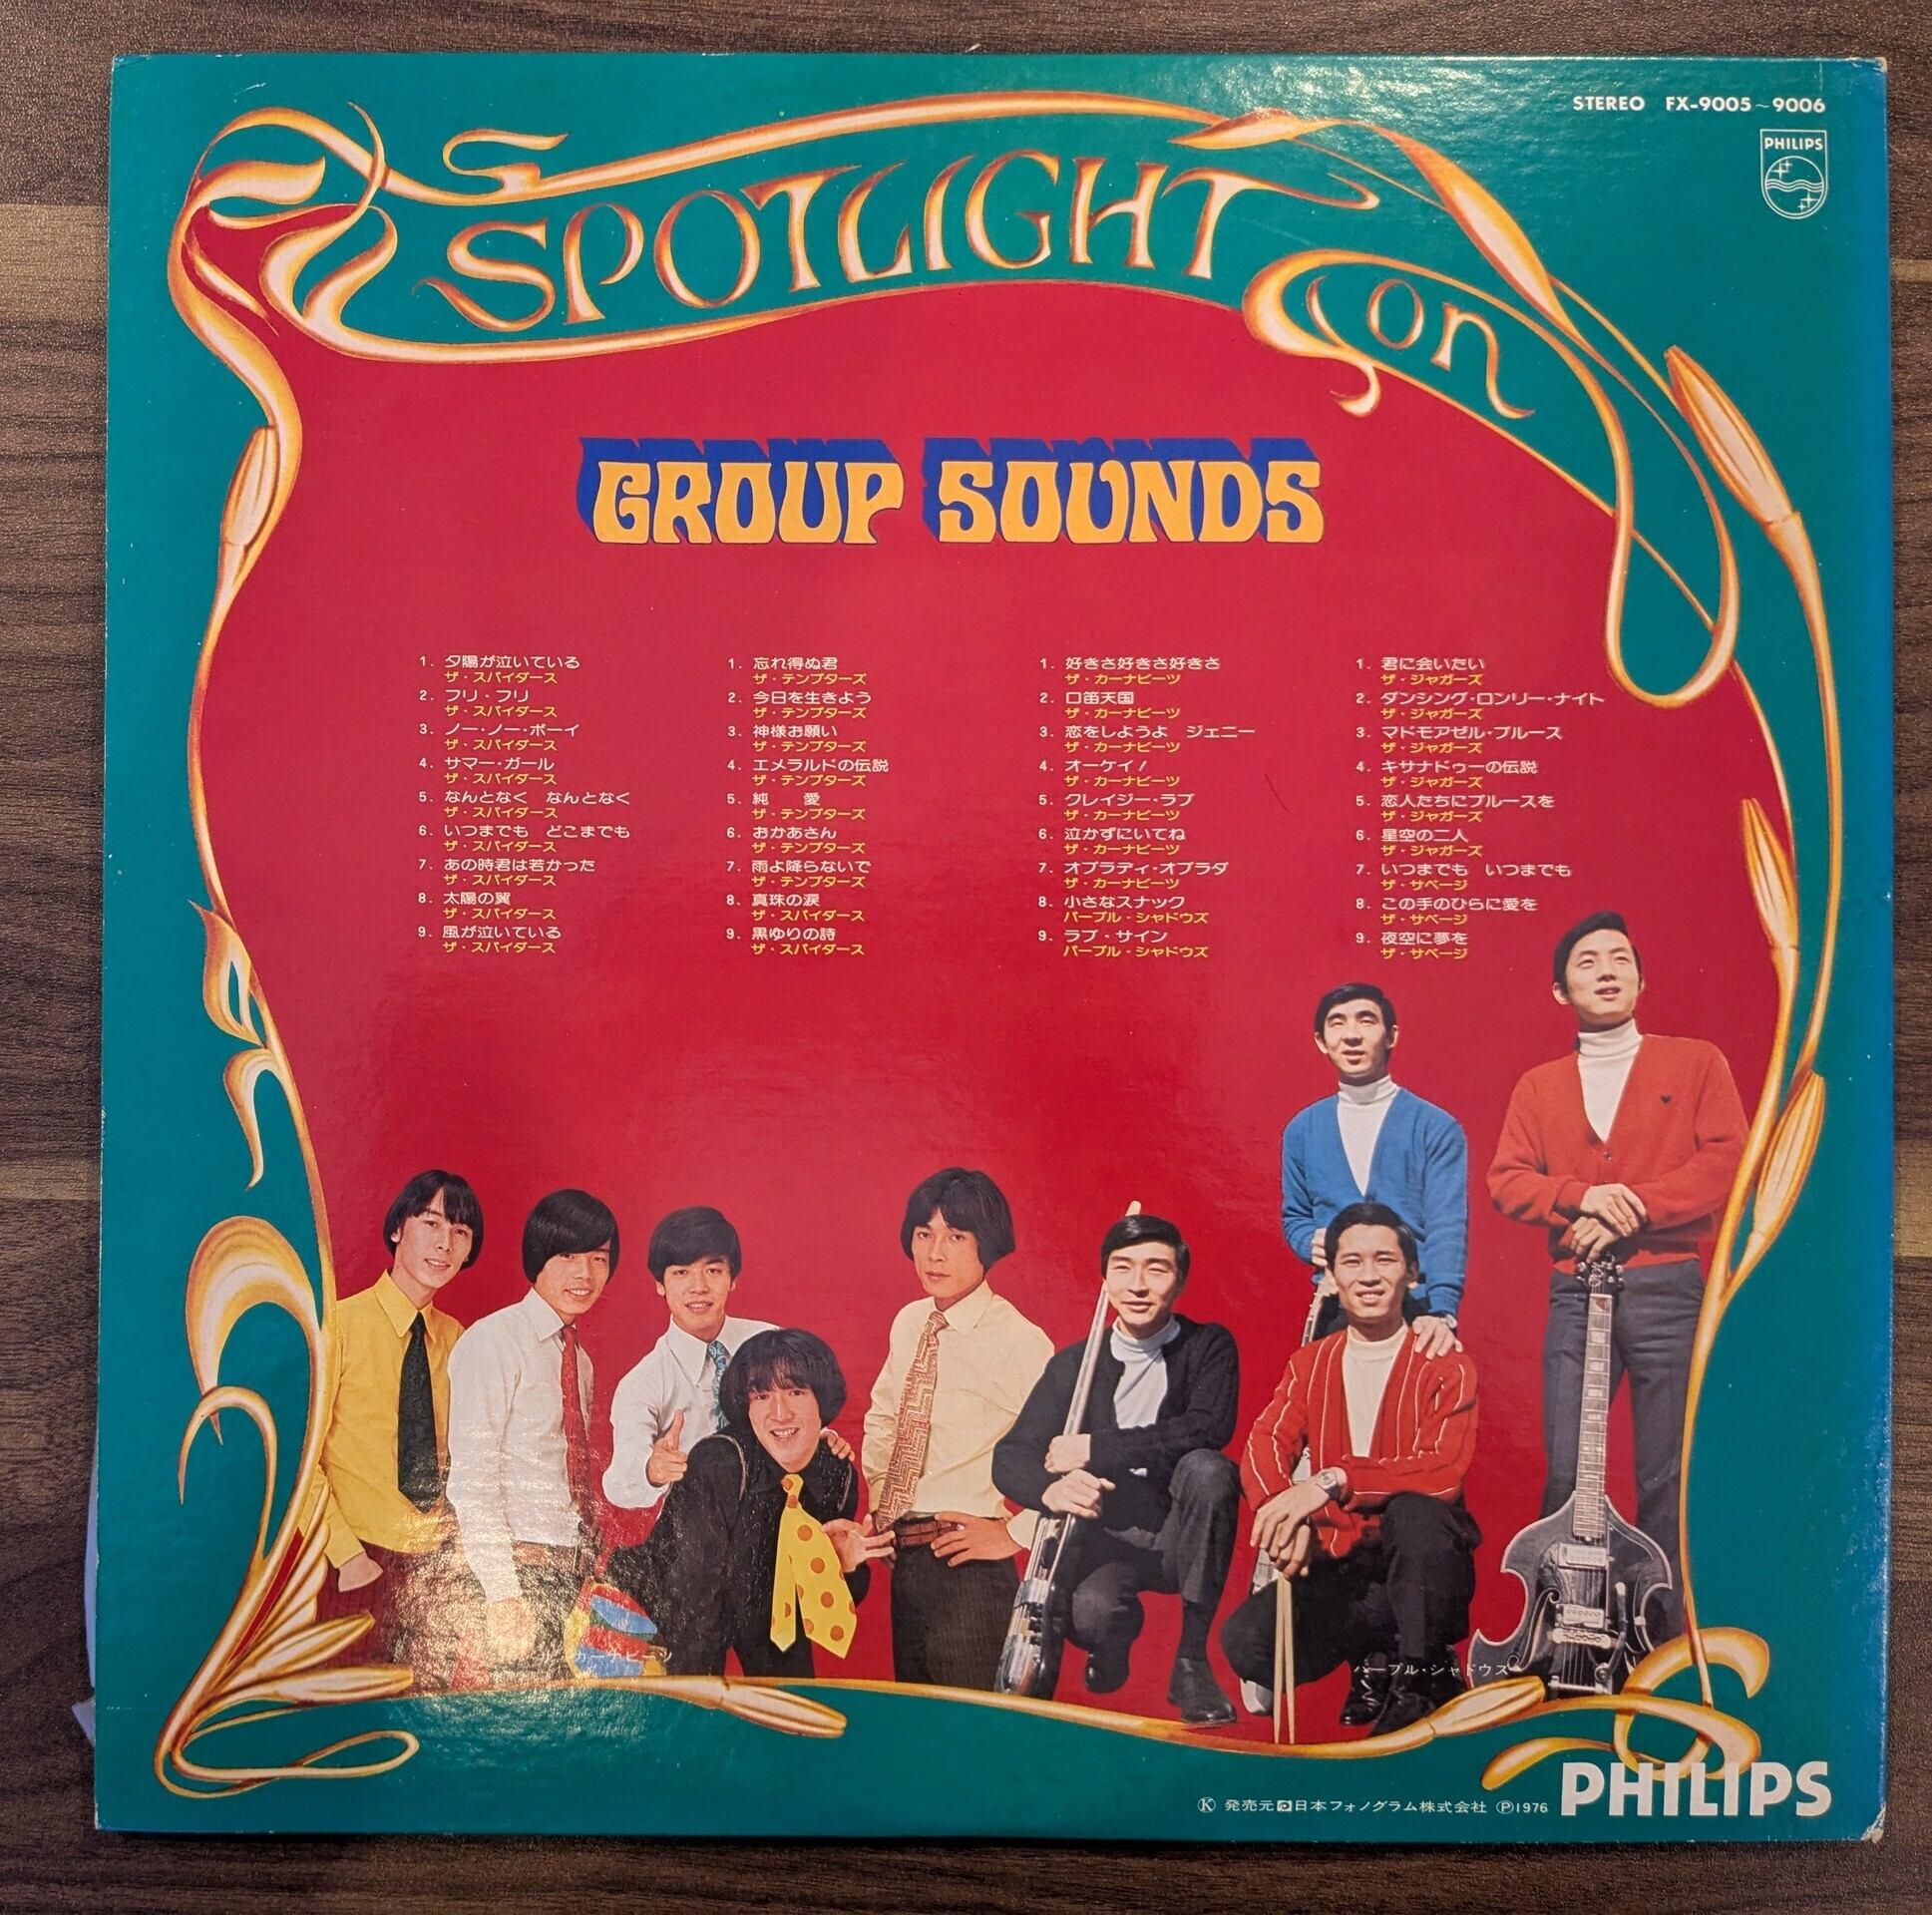 STEREO FX-9005~9006
PHILIPS
SPOTLIGHT
on
GROUP SOUNDS
1. 夕陽が泣いている
ザ・スパイダース
2. フリ・フリ
ザ・スパイダース
3. ノー・ノー・ボーイ
ザ・スパイダース
4. サマー・ガール
ザ・スパイダース
5. なんとなく なんとなく
ザ・スパイダース
6. いつまでも どこまでも
ザ・スパイダース
7. あの時君は若かった
ザ・スパイダース
8. 太陽の翼
ザ・スパイダース
9. 風が泣いている
ザ・スパイダース
1. 忘れ得ぬ君
ザ・テンプターズ
2. 今日を生きよう
ザ・テンプターズ
3. 神様お願い
ザ・テンプターズ
4. エメラルドの伝説
ザ・テンプターズ
5. 純 愛
ザ・テンプターズ
6. おかあさん
ザ・テンプターズ
7. 雨よ降らないで
ザ・テンプターズ
8. 真珠の涙
ザ・スパイダース
9. 黒ゆりの詩
ザ・スパイダース
1. 好きさ好きさ好きさ
ザ・カーナビーツ
2. 口笛天国
ザ・カーナビーツ
3. 恋をしようよ ジェニー
ザ・カーナビーツ
4. オーケイ!
ザ・カーナビーツ
5. クレイジー・ラブ
ザ・カーナビーツ
6. 泣かずにいてね
ザ・カーナビーツ
7. オブラディ・オブラダ
ザ・カーナビーツ
8. 小さなスナック
パープル・シャドウズ
9. ラブ・サイン
パープル・シャドウズ
1. 君に会いたい
ザ・ジャガーズ
2. ダンシング・ロンリー・ナイト
ザ・ジャガーズ
3. マドモアゼル・ブルース
ザ・ジャガーズ
4. キサナドゥーの伝説
ザ・ジャガーズ
5. 恋人たちにブルースを
ザ・ジャガーズ
6. 星空の二人
ザ・ジャガーズ
7. いつまでも いつまでも
ザ・サベージ
8. この手のひらに愛を
ザ・サベージ
9. 夜空に夢を
ザ・サベージ
カーナビーツ
パープル・シャドウズ
Ⓚ 発売元 日本フォノグラム株式会社 Ⓟ1976
PHILIPS